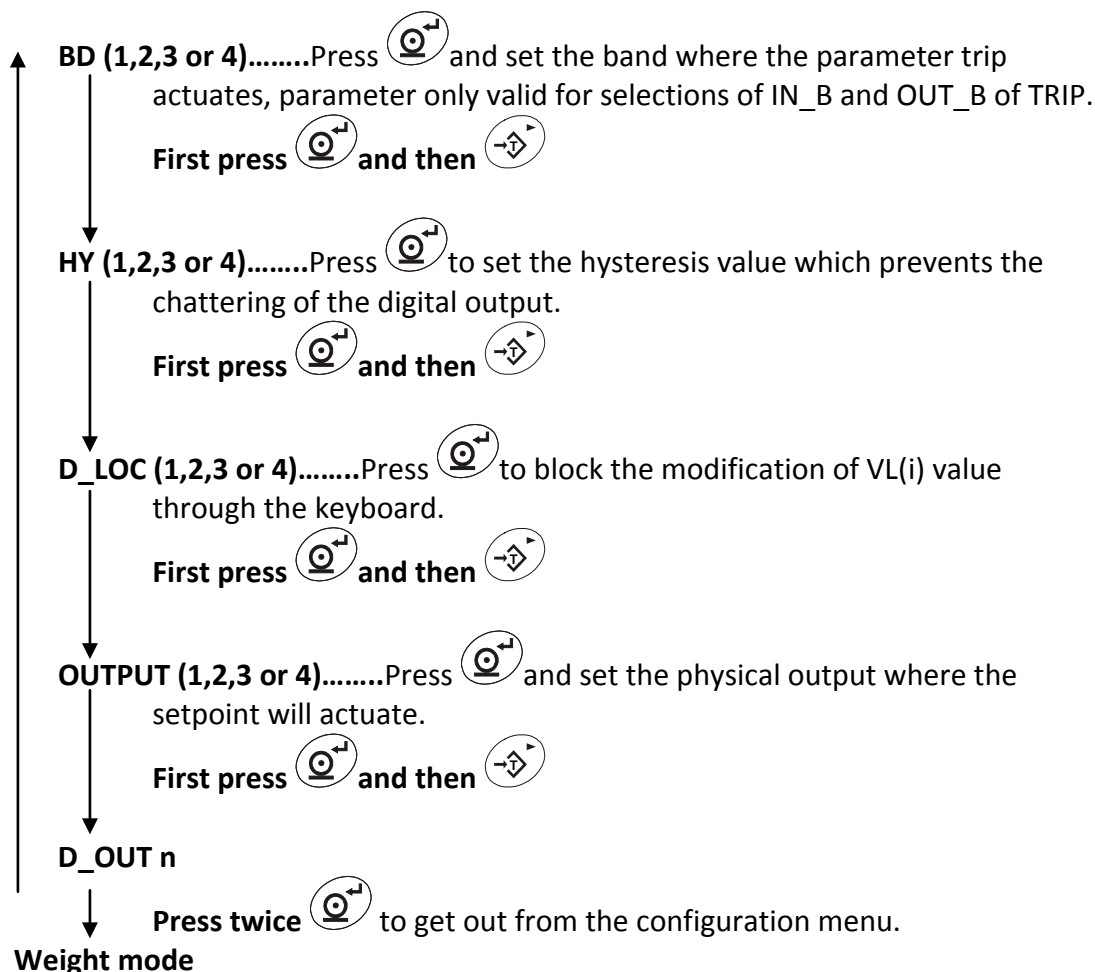 BD (1,2,3 or 4)……..Press and set the band where the parameter trip
actuates, parameter only valid for selections of IN_B and OUT_B of TRIP.
First press and then →T
HY (1,2,3 or 4)……..Press to set the hysteresis value which prevents the
chattering of the digital output.
First press and then →T
D_LOC (1,2,3 or 4)……..Press to block the modification of VL(i) value
through the keyboard.
First press and then →T
OUTPUT (1,2,3 or 4)……..Press and set the physical output where the
setpoint will actuate.
First press and then →T
D_OUT n
Press twice to get out from the configuration menu.
Weight mode